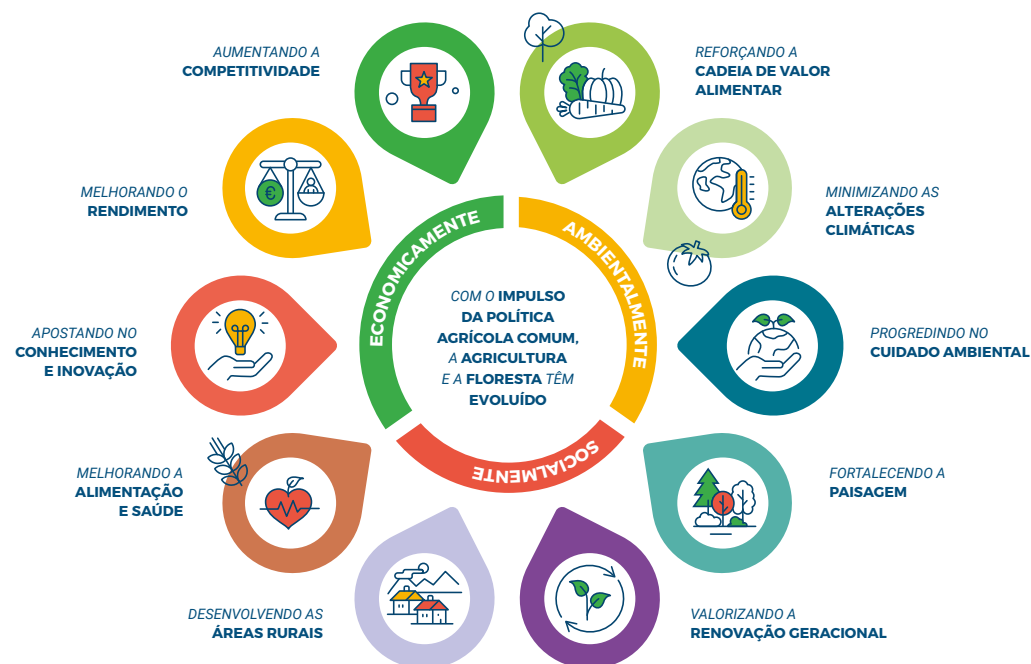 AUMENTANDO A
COMPETITIVIDADE
REFORÇANDO A
CADEIA DE VALOR
ALIMENTAR
MELHORANDO O
RENDIMENTO
MINIMIZANDO AS
ALTERAÇÕES
CLIMÁTICAS
ECONOMICAMENTE
AMBIENTALMENTE
SOCIALMENTE
COM O IMPULSO
DA POLÍTICA
AGRÍCOLA COMUM,
A AGRICULTURA
E A FLORESTA TÊM
EVOLUÍDO
APOSTANDO NO
CONHECIMENTO
E INOVAÇÃO
PROGREDINDO NO
CUIDADO AMBIENTAL
MELHORANDO A
ALIMENTAÇÃO
E SAÚDE
FORTALECENDO A
PAISAGEM
DESENVOLVENDO AS
ÁREAS RURAIS
VALORIZANDO A
RENOVAÇÃO GERACIONAL
€